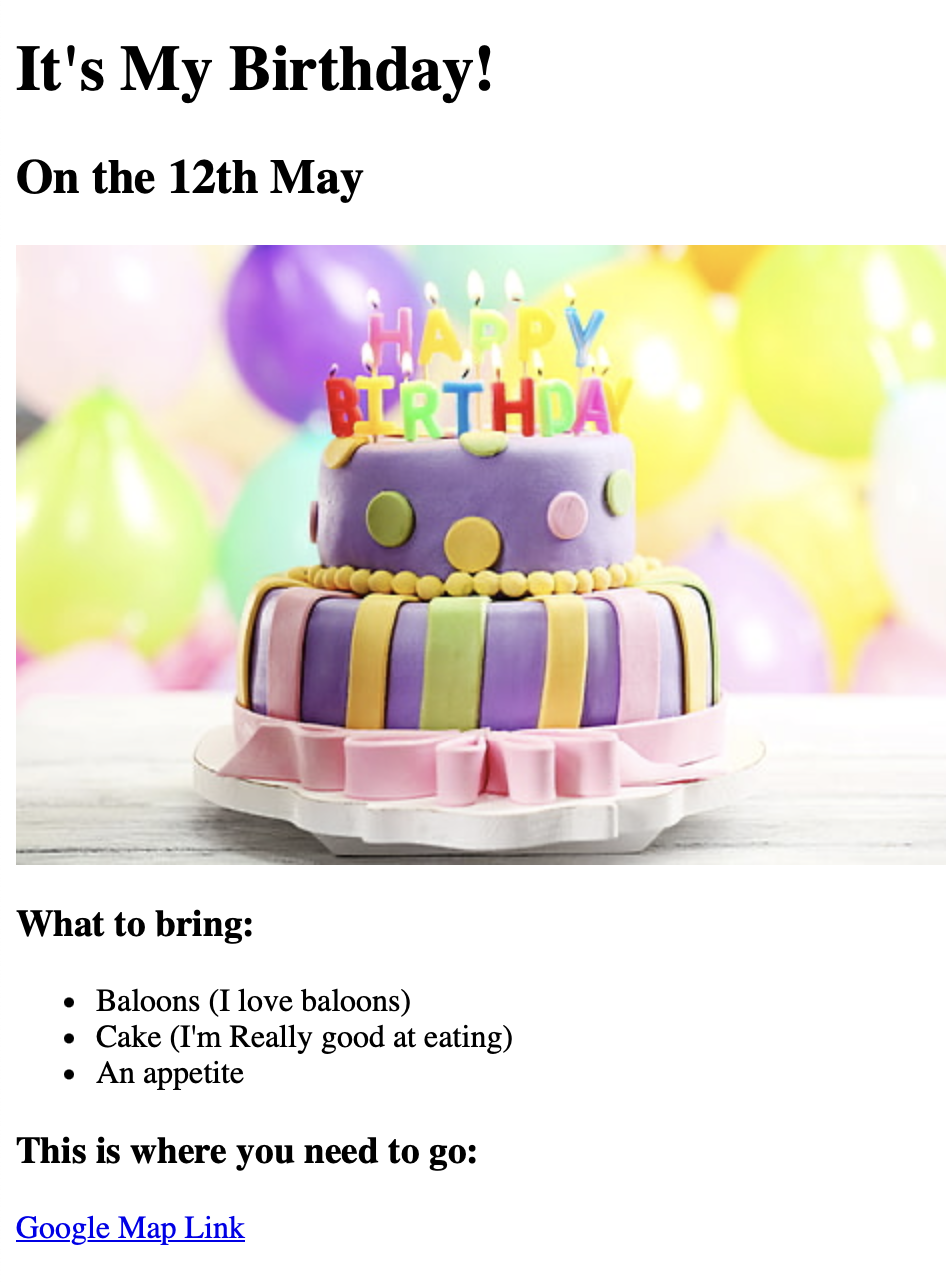 It's My Birthday!
On the 12th May
HAPPY
BIRTHDAY
What to bring:
Baloons (I love baloons)
Cake (I'm Really good at eating)
An appetite
This is where you need to go:
Google Map Link